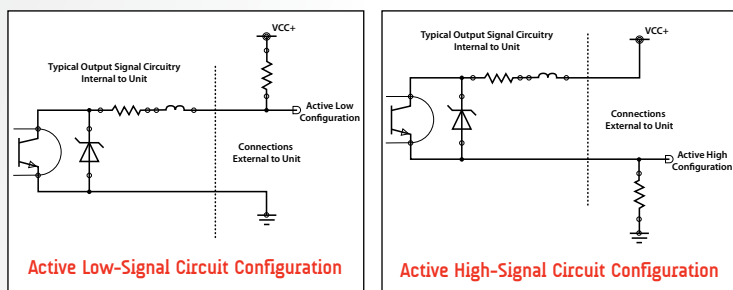 VCC+
Typical Output Signal Circuitry
Internal to Unit
Active Low
Configuration
Connections
External to Unit
Active Low-Signal Circuit Configuration
VCC+
Typical Output Signal Circuitry
Internal to Unit
Connections
External to Unit
Active High
Configuration
Active High-Signal Circuit Configuration